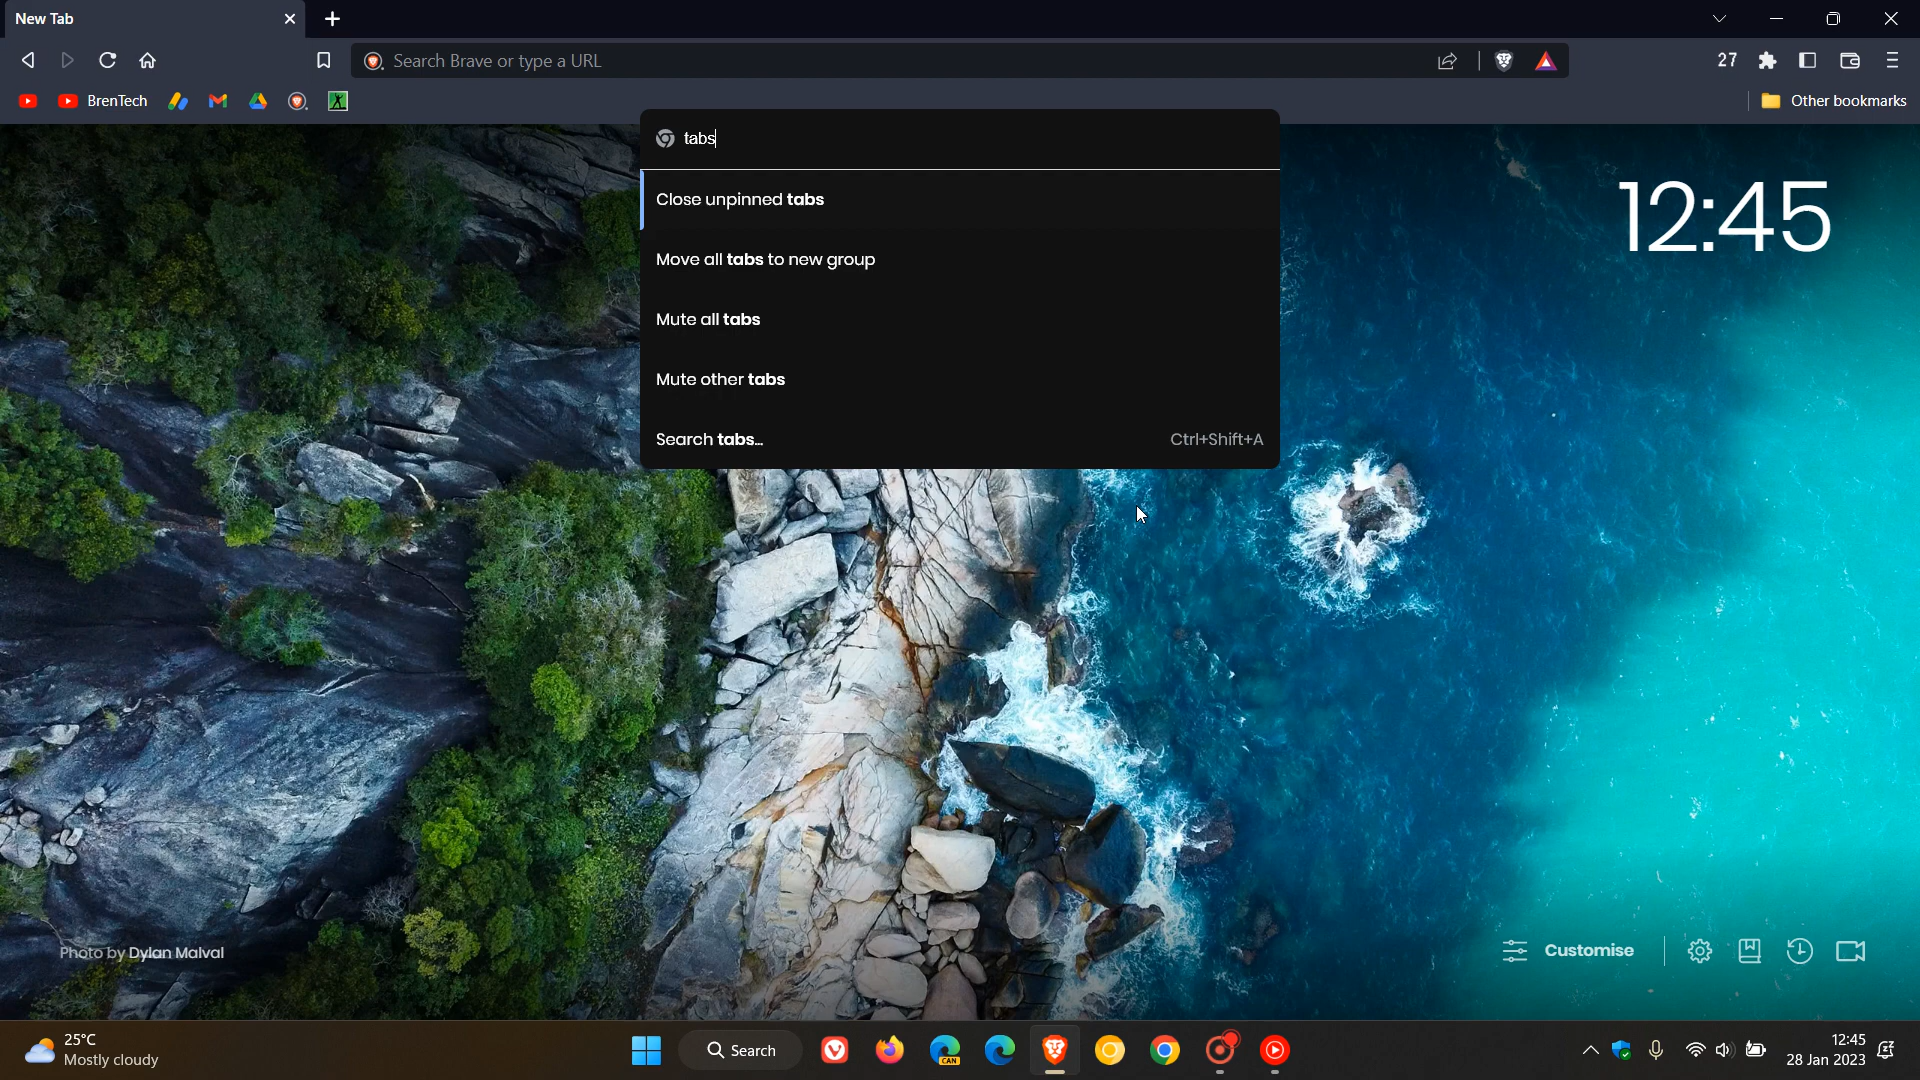 New Tab
Search Brave or type a URL
27
BrenTech
Other bookmarks
tabs
Close unpinned tabs
Move all tabs to new group
Mute all tabs
Mute other tabs
Search tabs...
Ctrl+Shift+A
12:45
Photo by Dylan Malval
Customise
25°C
Mostly cloudy
Search
CAN
12:45
28 Jan 2023